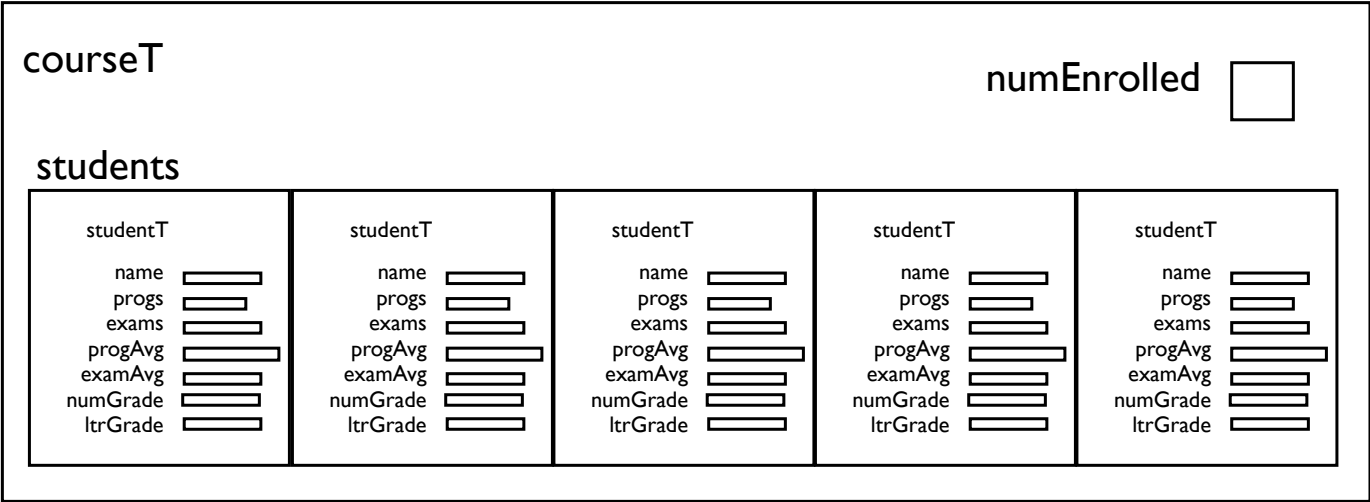 courseT
numEnrolled
students
studentT studentT studentT studentT studentT
name name name name name
progs progs progs progs progs
exams exams exams exams exams
progAvg progAvg progAvg progAvg progAvg
examAvg examAvg examAvg examAvg examAvg
numGrade numGrade numGrade numGrade numGrade
ltrGrade ltrGrade ltrGrade ltrGrade ltrGrade